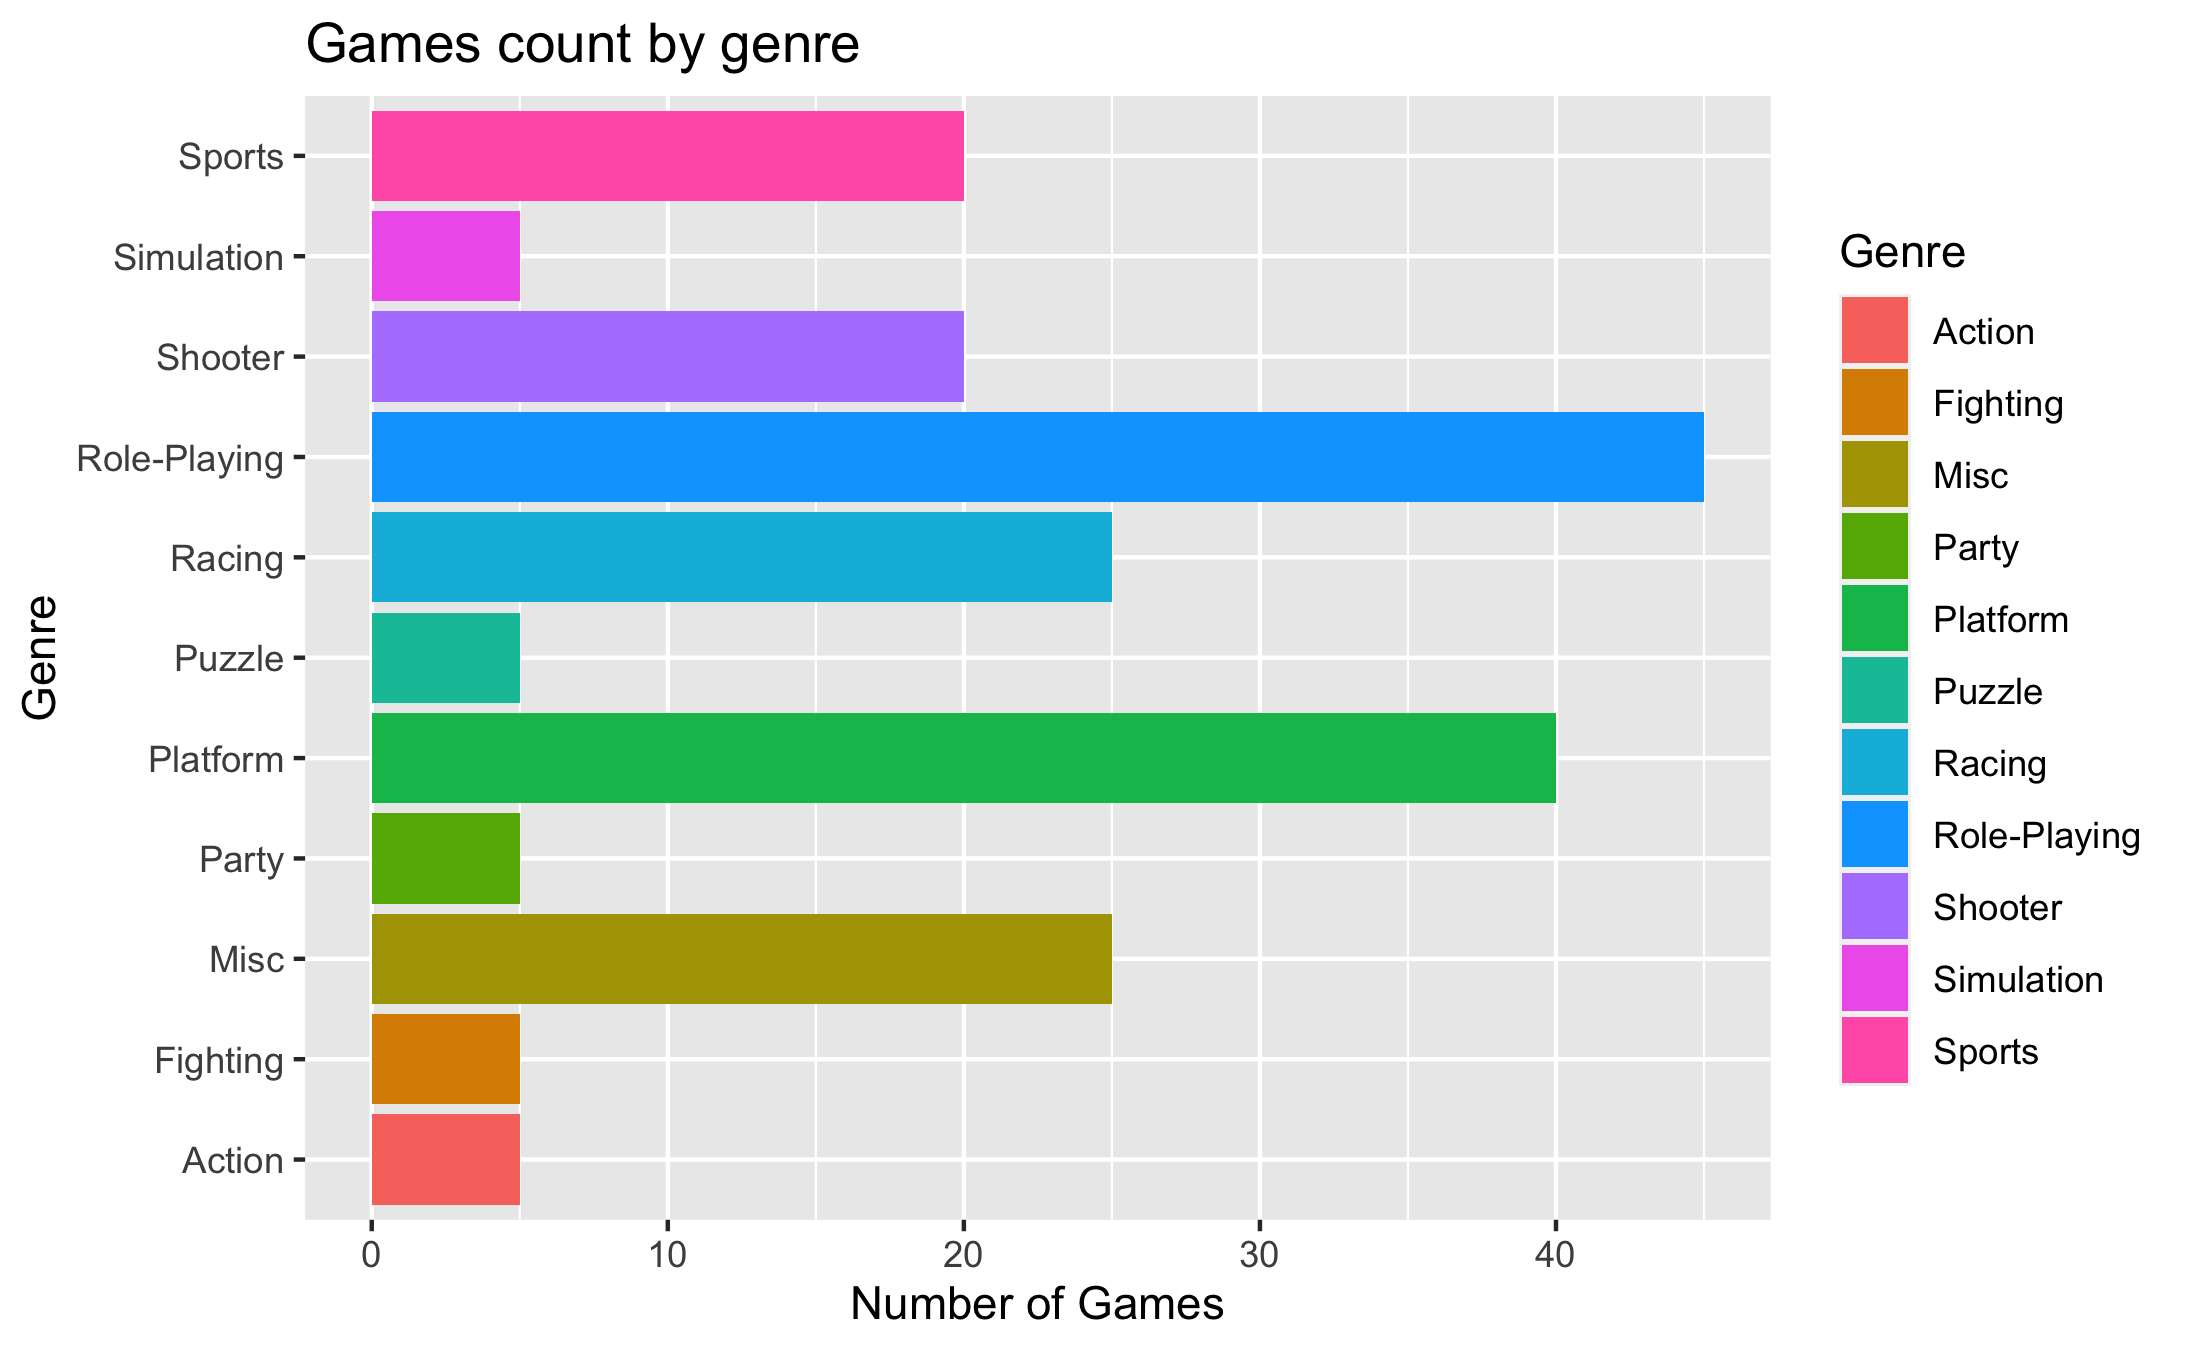 Games count by genre
Sports
Simulation
Shooter
Role-Playing
Racing
Puzzle
Platform
Party
Misc
Fighting
Action
Genre
0 10 20 30 40
Number of Games
Genre
Action
Fighting
Misc
Party
Platform
Puzzle
Racing
Role-Playing
Shooter
Simulation
Sports